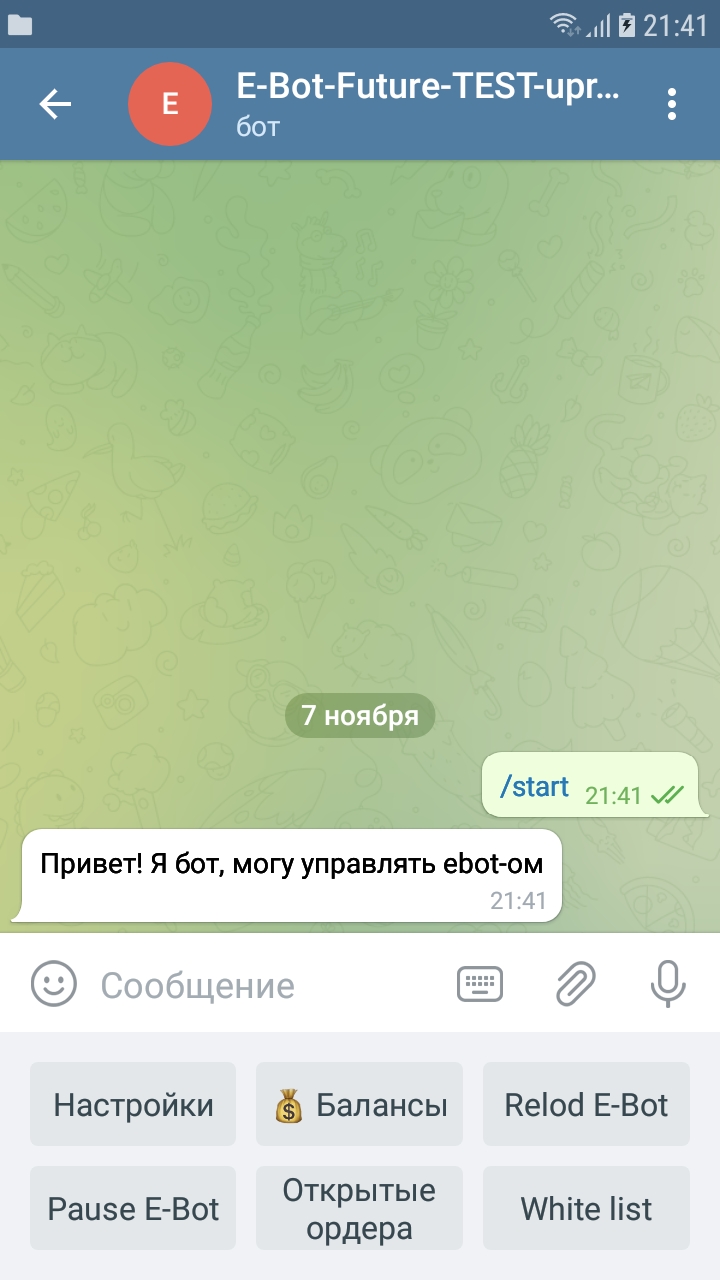 21:41
E
E-Bot-Future-TEST-upr...
бот
7 ноября
/start 21:41
Привет! Я бот, могу управлять ebot-ом
21:41
Сообщение
Настройки
💰 Балансы
Relod E-Bot
Pause E-Bot
Открытые
ордера
White list